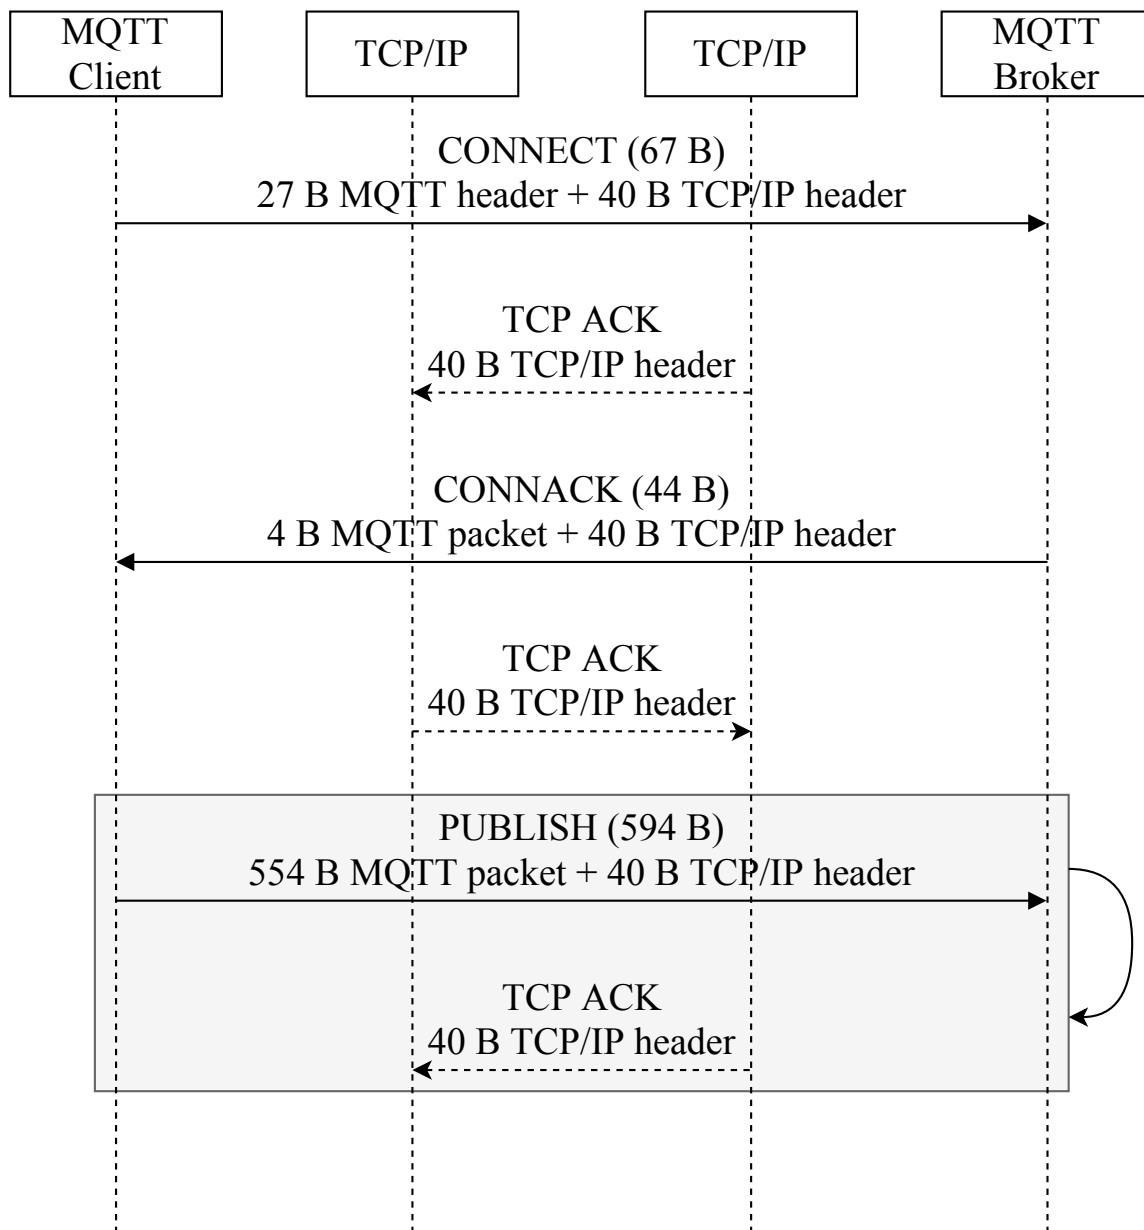 MQTT
Client
TCP/IP
TCP/IP
MQTT
Broker
CONNECT (67 B)
27 B MQTT header + 40 B TCP/IP header
TCP ACK
40 B TCP/IP header
CONNACK (44 B)
4 B MQTT packet + 40 B TCP/IP header
TCP ACK
40 B TCP/IP header
PUBLISH (594 B)
554 B MQTT packet + 40 B TCP/IP header
TCP ACK
40 B TCP/IP header